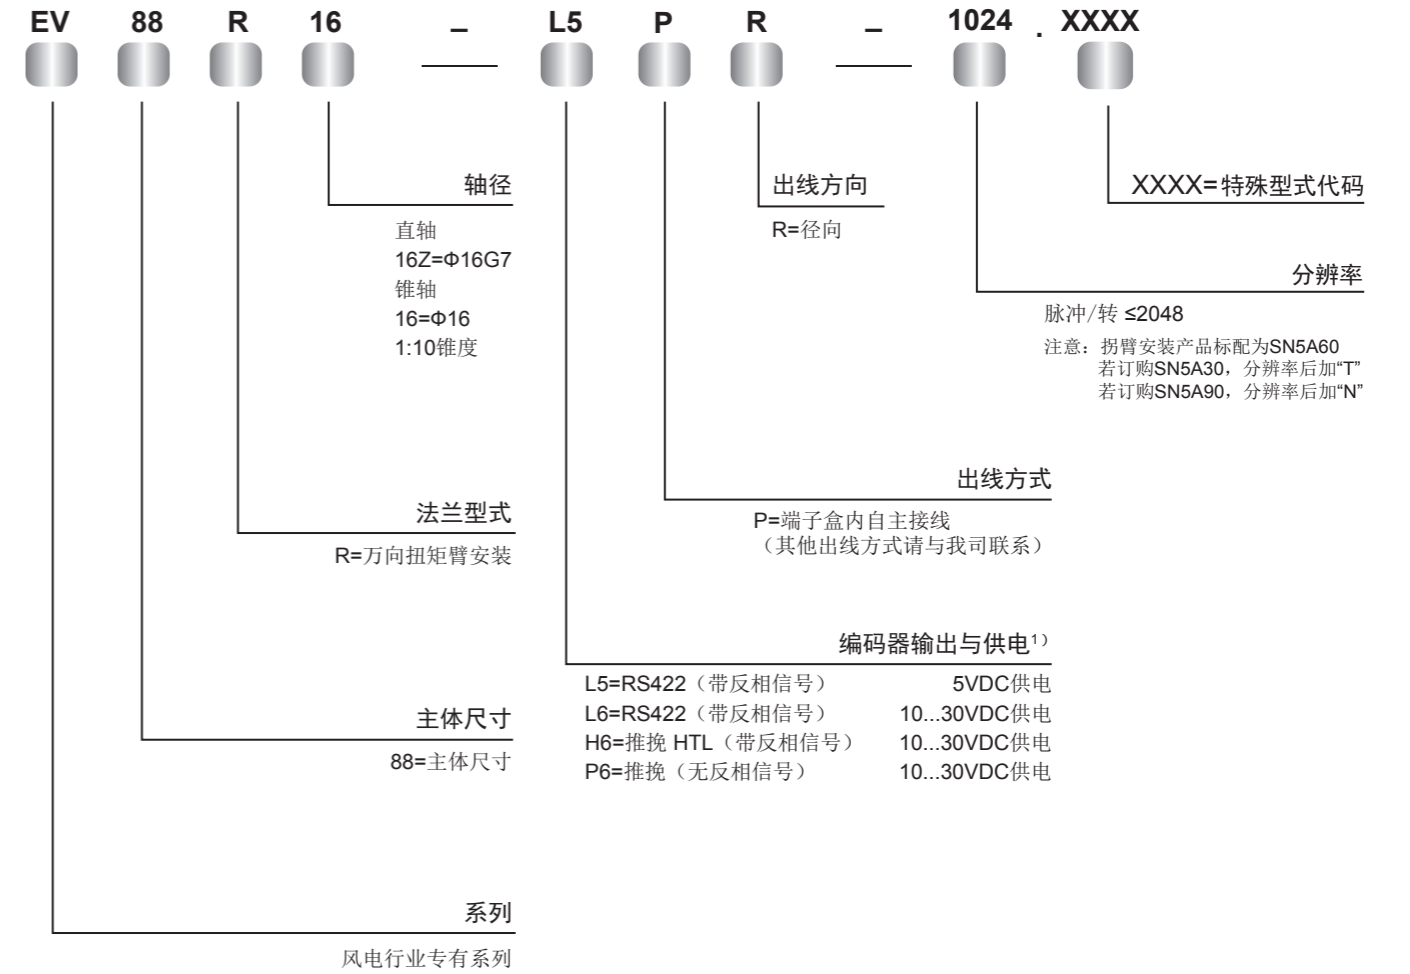 EV 88 R 16 – L5 P R – 1024 . XXXX
轴径
直轴
16Z=Φ16G7
锥轴
16=Φ16
1:10锥度
出线方向
R=径向
XXXX=特殊型式代码
分辨率
脉冲/转 ≤2048
注意：拐臂安装产品标配为SN5A60
若订购SN5A30，分辨率后加“T”
若订购SN5A90，分辨率后加“N”
出线方式
P=端子盒内自主接线
（其他出线方式请与我司联系）
法兰型式
R=万向扭矩臂安装
编码器输出与供电1）
L5=RS422（带反相信号） 5VDC供电
L6=RS422（带反相信号） 10...30VDC供电
H6=推挽 HTL（带反相信号） 10...30VDC供电
P6=推挽（无反相信号） 10...30VDC供电
主体尺寸
88=主体尺寸
系列
风电行业专有系列